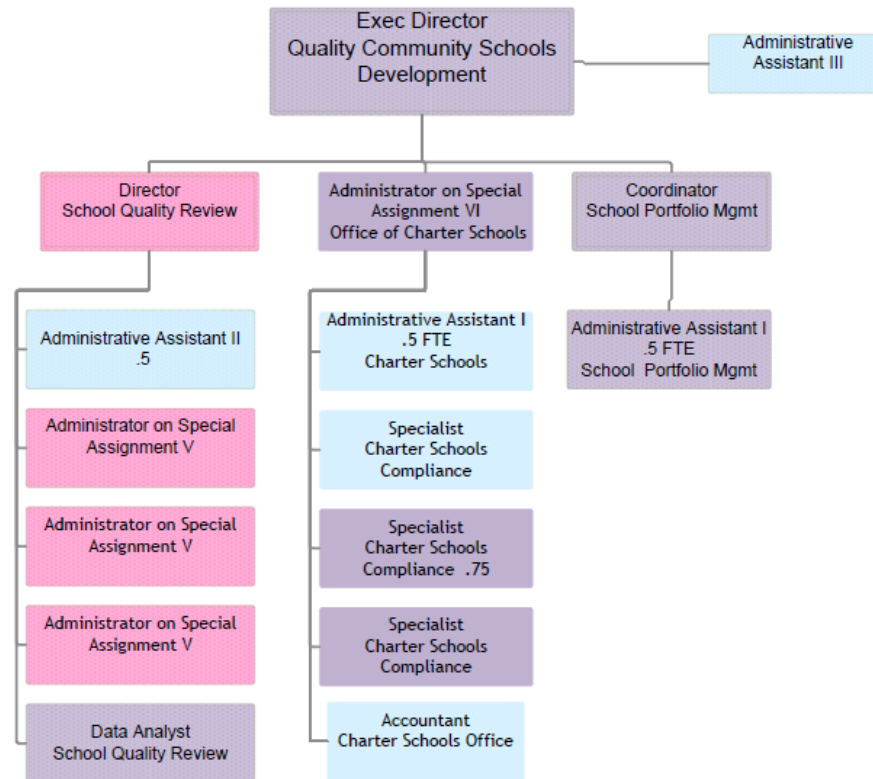 Exec Director
Quality Community Schools
Development
Administrative
Assistant III
Director
School Quality Review
Administrator on Special
Assignment VI
Office of Charter Schools
Coordinator
School Portfolio Mgmt
Administrative Assistant II
.5
Administrator on Special
Assignment V
Administrator on Special
Assignment V
Administrator on Special
Assignment V
Data Analyst
School Quality Review
Administrative Assistant I
.5 FTE
Charter Schools
Specialist
Charter Schools
Compliance
Specialist
Charter Schools
Compliance .75
Specialist
Charter Schools
Compliance
Accountant
Charter Schools Office
Administrative Assistant I
.5 FTE
School Portfolio Mgmt